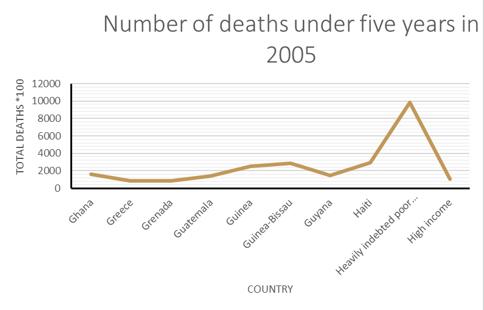 Number of deaths under five years in
2005
TOTAL DEATHS *100
12000
10000
8000
6000
4000
2000
0
Ghana
Greece
Grenada
Guatemala
Guinea
Guinea-Bissau
Guyana
Haiti
Heavily indebted poor...
High income
COUNTRY